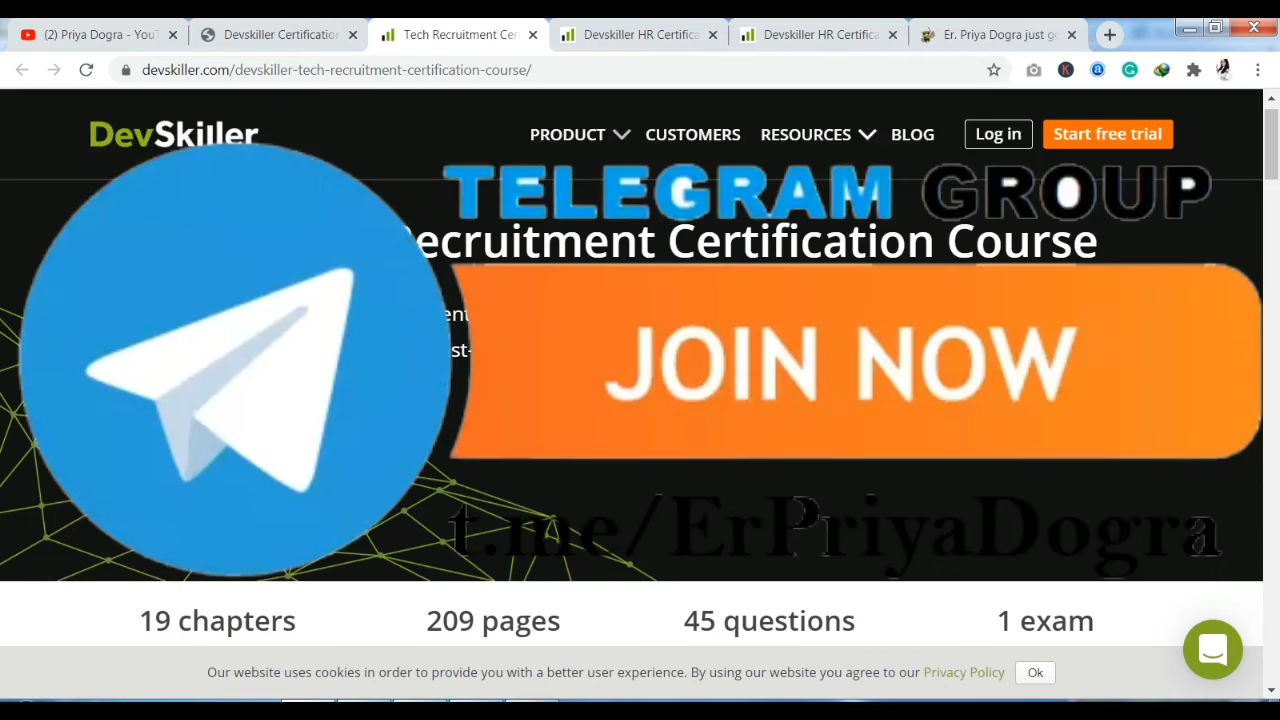 (2) Priya Dogra - YouT
Devskiller Certification
Tech Recruitment Cer
Devskiller HR Certifica
Devskiller HR Certifica
Er. Priya Dogra just go
devskiller.com/devskiller-tech-recruitment-certification-course/
DevSkiller
PRODUCT CUSTOMERS RESOURCES BLOG Log in Start free trial
TELEGRAM GROUP
Recruitment Certification Course
JOIN NOW
t.me/ErPriyaDogra
19 chapters 209 pages 45 questions 1 exam
Our website uses cookies in order to provide you with a better user experience. By using our website you agree to our Privacy Policy Ok